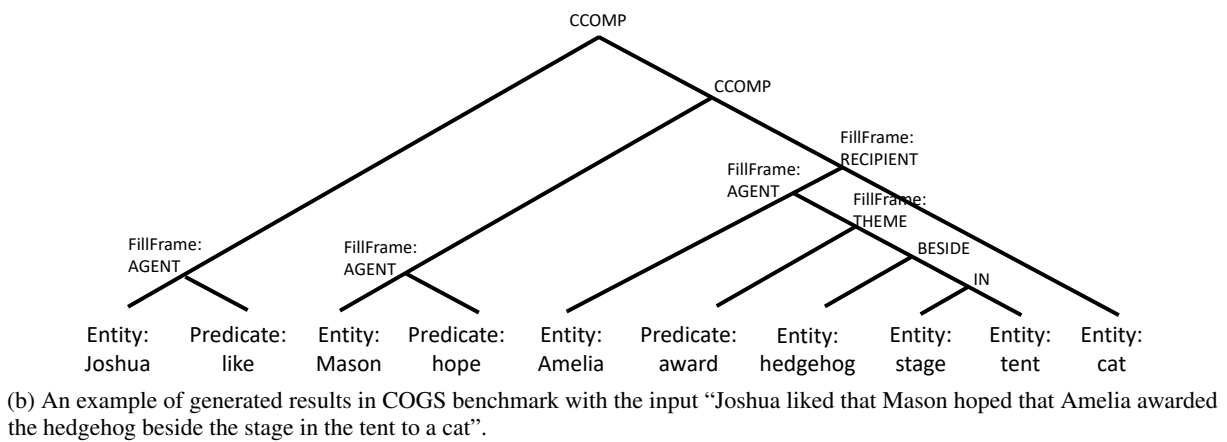 CCOMP
CCOMP
FillFrame:
RECIPIENT
FillFrame:
AGENT
FillFrame:
THEME
FillFrame:
AGENT
FillFrame:
AGENT
BESIDE
IN
Entity: Predicate: Entity: Predicate: Entity: Predicate: Entity: Entity: Entity: Entity:
Joshua like Mason hope Amelia award hedgehog stage tent cat
(b) An example of generated results in COGS benchmark with the input “Joshua liked that Mason hoped that Amelia awarded
the hedgehog beside the stage in the tent to a cat”.